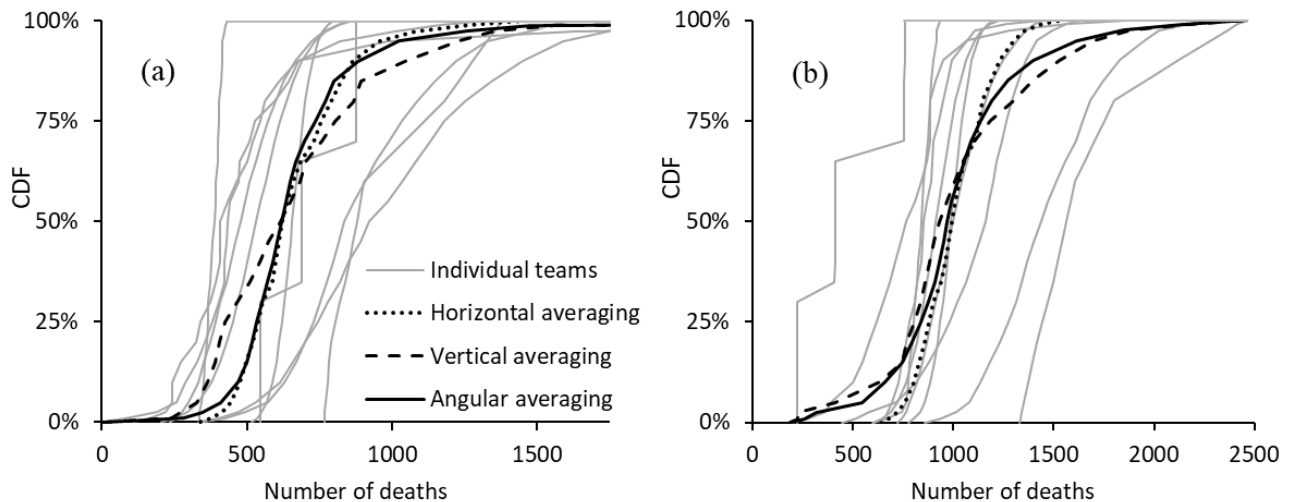 (a)
CDF
100%
75%
50%
25%
0%
0
500
1000
1500
Number of deaths
Individual teams
Horizontal averaging
Vertical averaging
Angular averaging
(b)
CDF
100%
75%
50%
25%
0%
0
500
1000
1500
2000
2500
Number of deaths